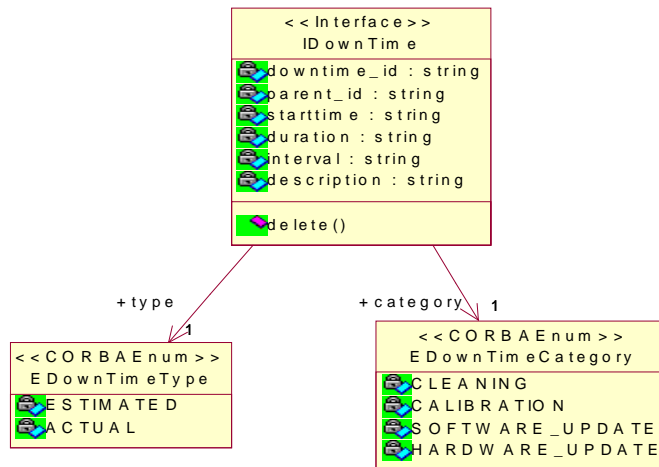 <<Interface>>
IDownTime
downtime_id : string
parent_id : string
starttime : string
duration : string
interval : string
description : string
delete()
+type
1
+category
1
<<CORBAEnum>>
EDownTimeType
ESTIMATED
ACTUAL
<<CORBAEnum>>
EDownTimeCategory
CLEANING
CALIBRATION
SOFTWARE_UPDATE
HARDWARE_UPDATE